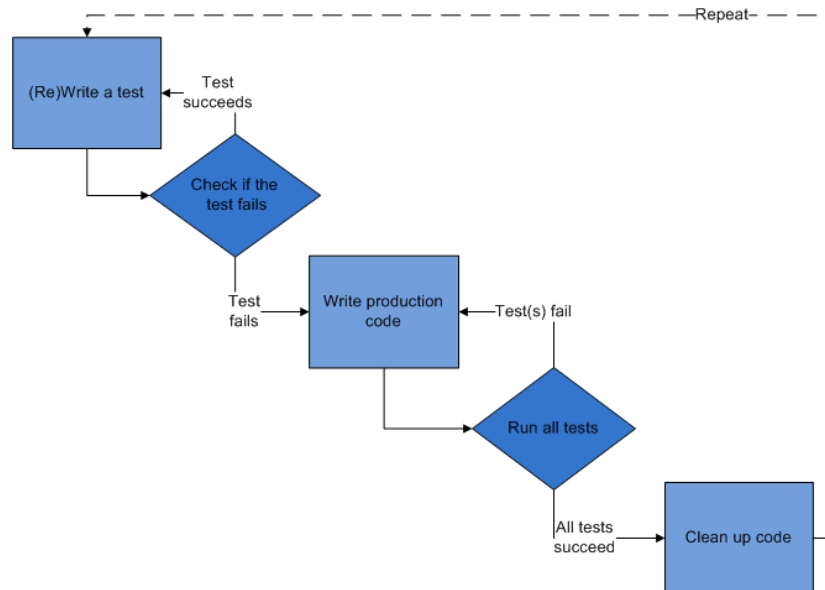 Repeat
(Re)Write a test
Test
succeeds
Check if the
test fails
Test
fails
Write production
code
Test(s) fail
Run all tests
All tests
succeed
Clean up code